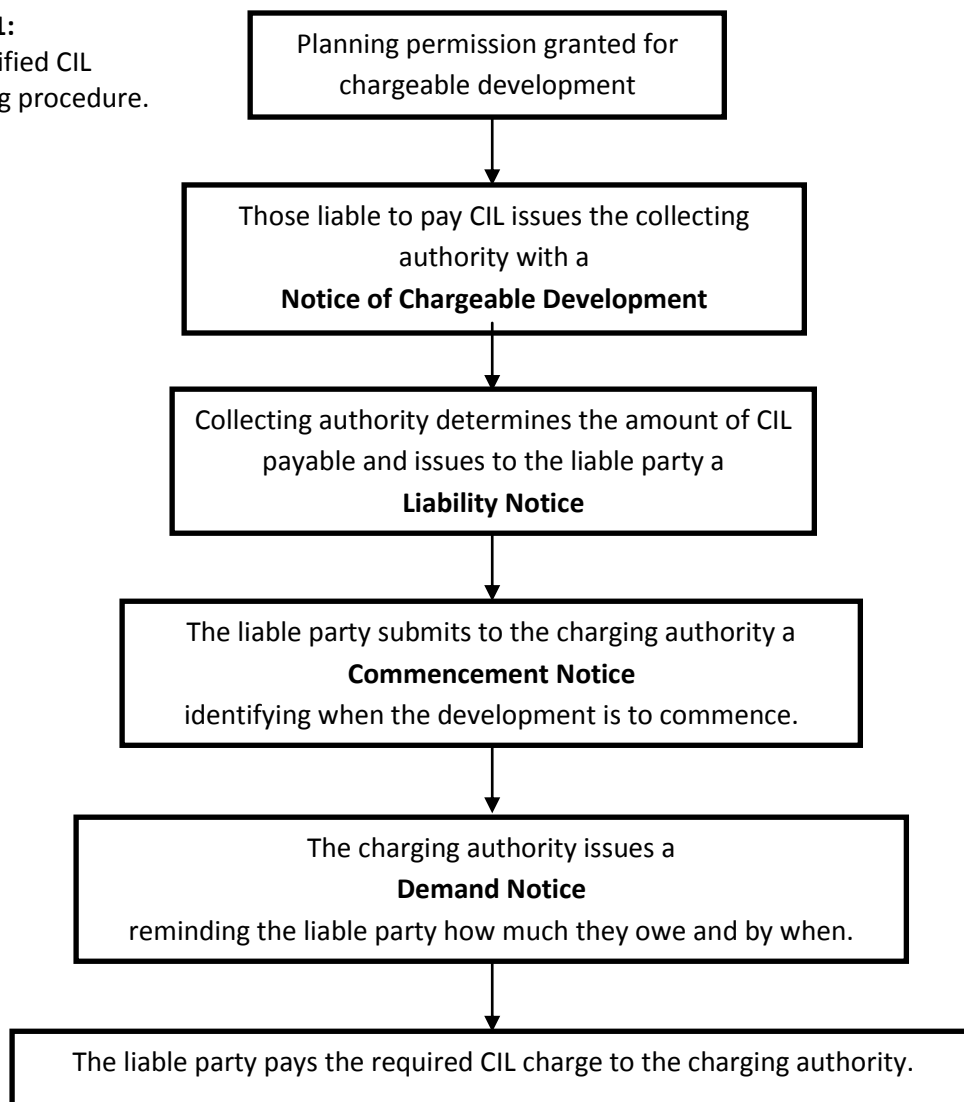 1:
ified CIL
g procedure.
Planning permission granted for
chargeable development
Those liable to pay CIL issues the collecting
authority with a
Notice of Chargeable Development
Collecting authority determines the amount of CIL
payable and issues to the liable party a
Liability Notice
The liable party submits to the charging authority a
Commencement Notice
identifying when the development is to commence.
The charging authority issues a
Demand Notice
reminding the liable party how much they owe and by when.
The liable party pays the required CIL charge to the charging authority.